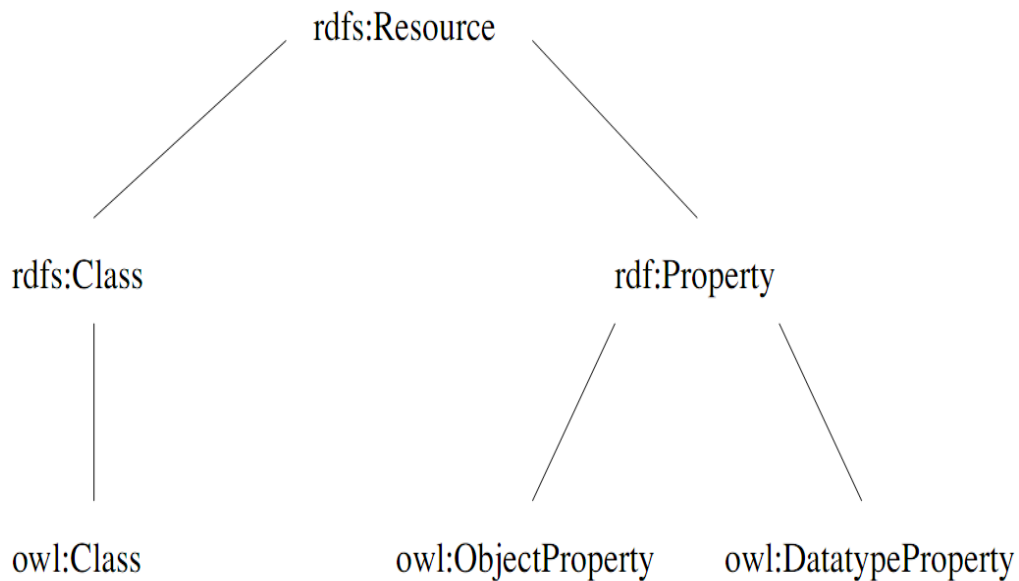 rdfs:Resource
rdfs:Class
rdf:Property
owl:Class
owl:ObjectProperty
owl:DatatypeProperty